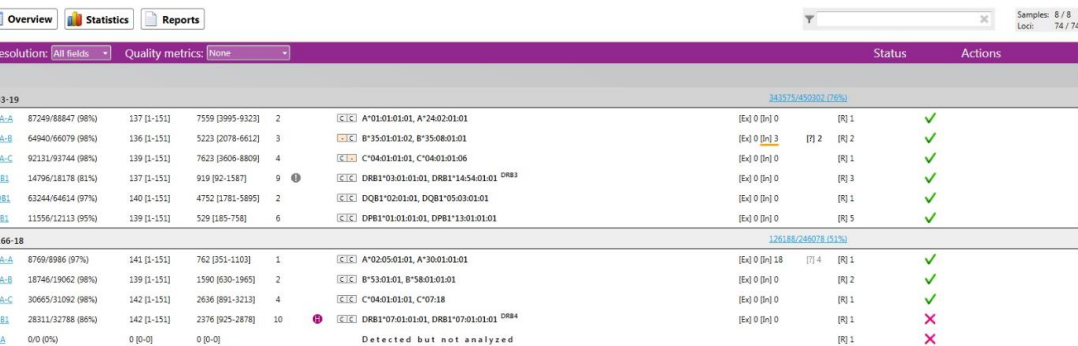 Overview Statistics Reports Samples: 8 / 8
Loci: 74 / 74
esolution: All fields Quality metrics: None Status Actions
3-19 343575/450302 (76%)
A-A 87249/88847 (98%) 137 [1-151] 7559 [3995-9323] 2 C C A*01:01:01:01, A*24:02:01:01 [Ex] 0 [In] 0 [R] 1
A-B 64940/66079 (98%) 136 [1-151] 5223 [2078-6612] 3 - C B*35:01:01:02, B*35:08:01:01 [Ex] 0 [In] 3 [?] 2 [R] 2
A-C 92131/93744 (98%) 139 [1-151] 7623 [3606-8809] 4 C - C*04:01:01:01, C*04:01:01:06 [Ex] 0 [In] 0 [R] 1
B1 14796/18178 (81%) 137 [1-151] 919 [92-1587] 9 ! C C DRB1*03:01:01:01, DRB1*14:54:01:01 DRB3 [Ex] 0 [In] 0 [R] 3
B1 63244/64614 (97%) 140 [1-151] 4752 [1781-5895] 2 C C DQB1*02:01:01, DQB1*05:03:01:01 [Ex] 0 [In] 0 [R] 1
B1 11556/12113 (95%) 139 [1-151] 529 [185-758] 6 C C DPB1*01:01:01:01, DPB1*13:01:01:01 [Ex] 0 [In] 0 [R] 5
66-18 126188/246078 (51%)
A-A 8769/8986 (97%) 141 [1-151] 762 [351-1103] 1 C C A*02:05:01:01, A*30:01:01:01 [Ex] 0 [In] 18 [?] 4 [R] 1
A-B 18746/19062 (98%) 139 [1-151] 1590 [630-1965] 2 C C B*53:01:01, B*58:01:01:01 [Ex] 0 [In] 0 [R] 2
A-C 30665/31092 (98%) 142 [1-151] 2636 [891-3213] 4 C C C*04:01:01:01, C*07:18 [Ex] 0 [In] 0 [R] 1
B1 28311/32788 (86%) 142 [1-151] 2376 [925-2878] 10 H C C DRB1*07:01:01:01, DRB1*07:01:01:01 DRB4 [Ex] 0 [In] 0 [R] 1
A 0/0 (0%) 0 [0-0] 0 [0-0] Detected but not analyzed [R] 1